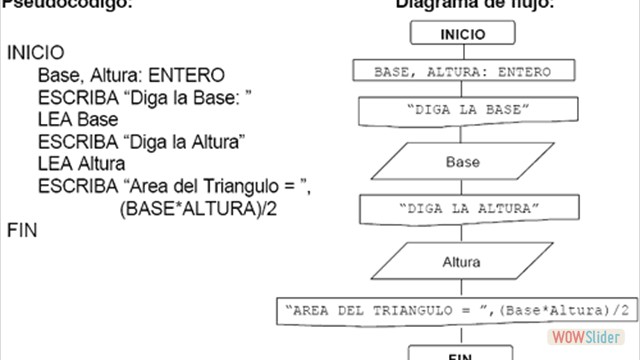 Pseudocódigo:
INICIO
Base, Altura: ENTERO
ESCRIBA “Diga la Base: ”
LEA Base
ESCRIBA “Diga la Altura”
LEA Altura
ESCRIBA “Area del Triangulo = ”,
(BASE*ALTURA)/2
FIN
Diagrama de flujo:
INICIO
BASE, ALTURA: ENTERO
“DIGA LA BASE”
Base
“DIGA LA ALTURA”
Altura
“AREA DEL TRIANGULO = ”,(Base*Altura)/2
FIN
WOWSlider